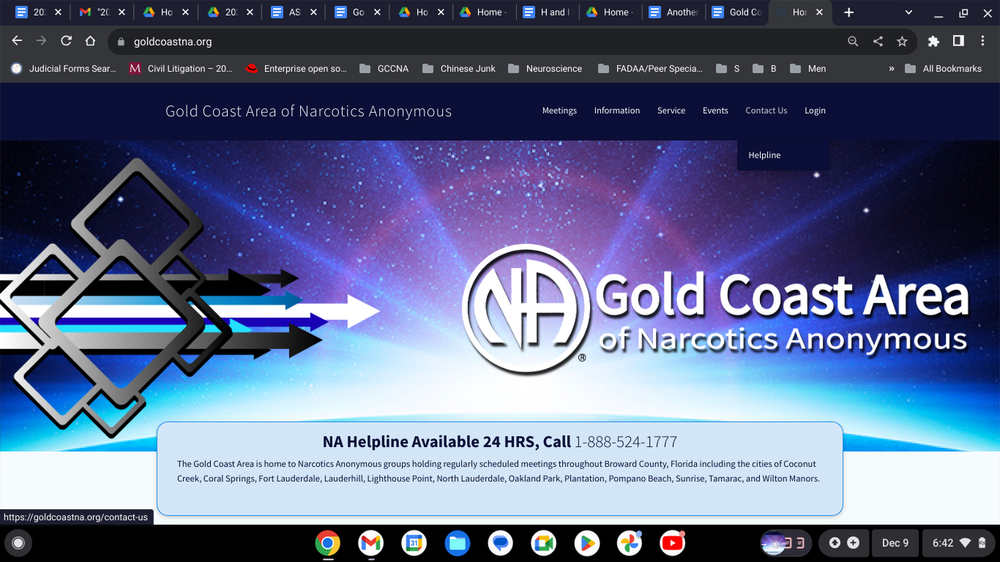 202
"20
Ho
202
AS
Go
Ho
Home -
H and I
Home -
Another
Gold Co
Hor
goldcoastna.org
Judicial Forms Sear...
M Civil Litigation – 20...
Enterprise open so...
GCCNA
Chinese Junk
Neuroscience
FADAA/Peer Specia...
S
B
Men
»
All Bookmarks
Gold Coast Area of Narcotics Anonymous
Meetings
Information
Service
Events
Contact Us
Login
Helpline
NA
®
Gold Coast Area
of Narcotics Anonymous
NA Helpline Available 24 HRS, Call 1-888-524-1777
The Gold Coast Area is home to Narcotics Anonymous groups holding regularly scheduled meetings throughout Broward County, Florida including the cities of Coconut
Creek, Coral Springs, Fort Lauderdale, Lauderhill, Lighthouse Point, North Lauderdale, Oakland Park, Plantation, Pompano Beach, Sunrise, Tamarac, and Wilton Manors.
https://goldcoastna.org/contact-us
31
Dec 9
6:42